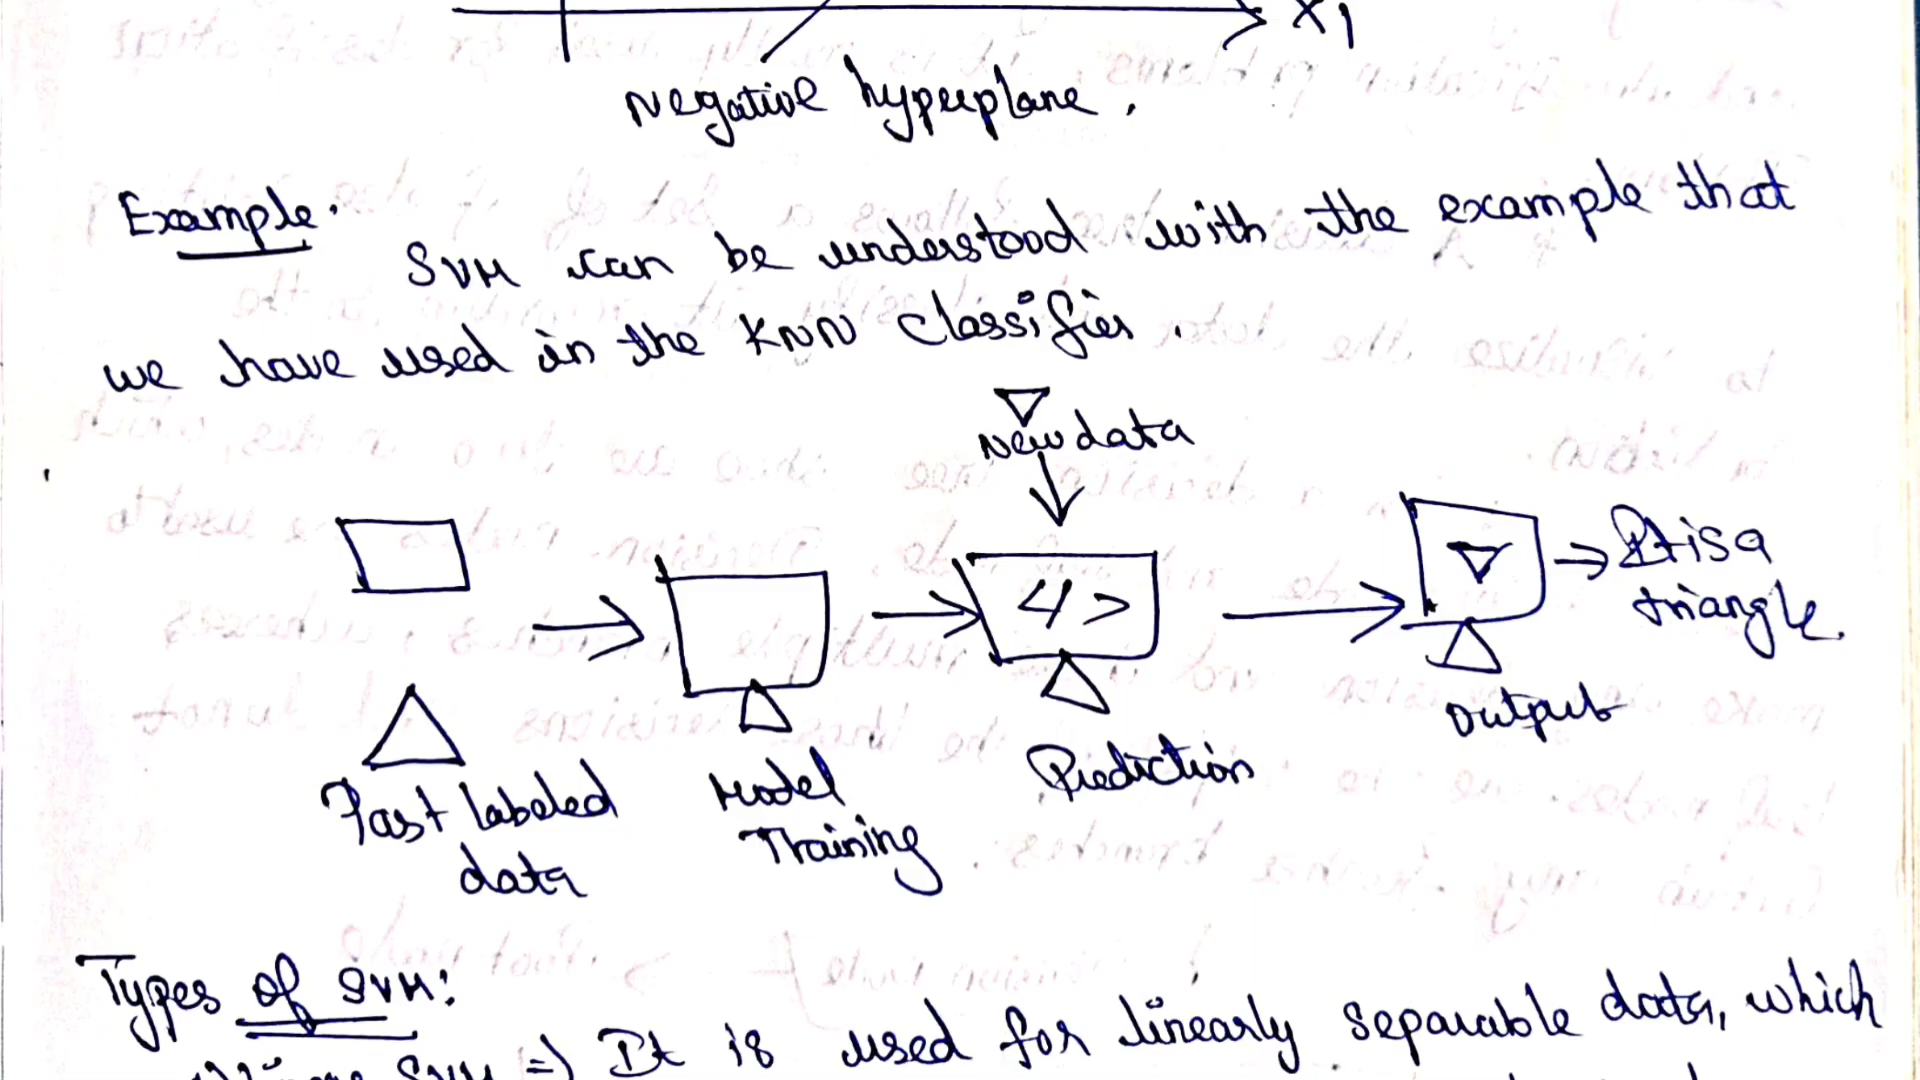 X1
Negative hyperplane.
Example.
SVM can be understood with the example that
we have used in the KNN classifier.
New data
It is a
triangle.
Output
Prediction
Model
Training
Past labeled
data
Types of SVM:
SVM => It is used for linearly separable data, which